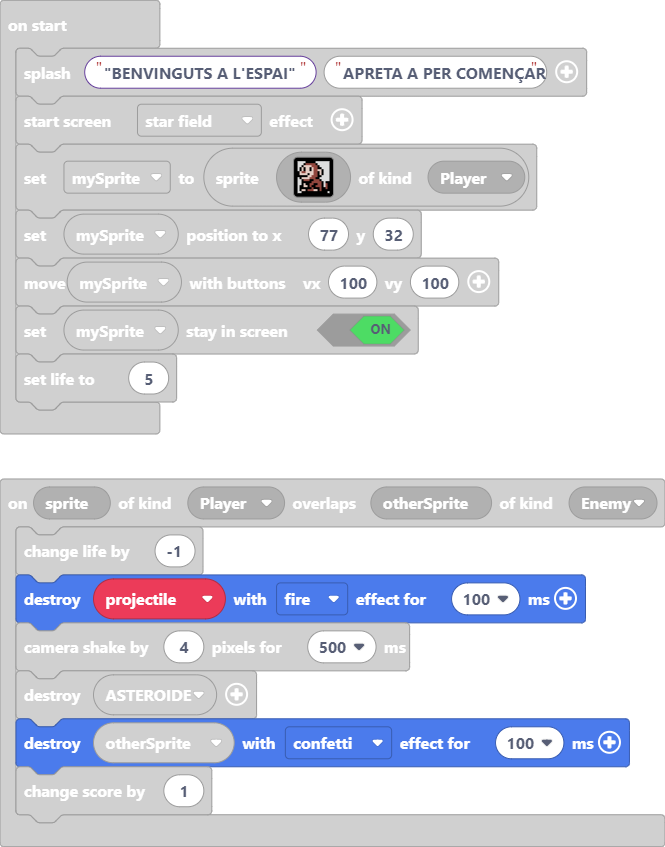 on start
splash " "BENVINGUTS A L'ESPAI" " " APRETA A PER COMENÇAR "
start screen star field effect
set mySprite to sprite of kind Player
set mySprite position to x 77 y 32
move mySprite with buttons vx 100 vy 100
set mySprite stay in screen ON
set life to 5
on sprite of kind Player overlaps otherSprite of kind Enemy
change life by -1
destroy projectile with fire effect for 100 ms
camera shake by 4 pixels for 500 ms
destroy ASTEROIDE
destroy otherSprite with confetti effect for 100 ms
change score by 1